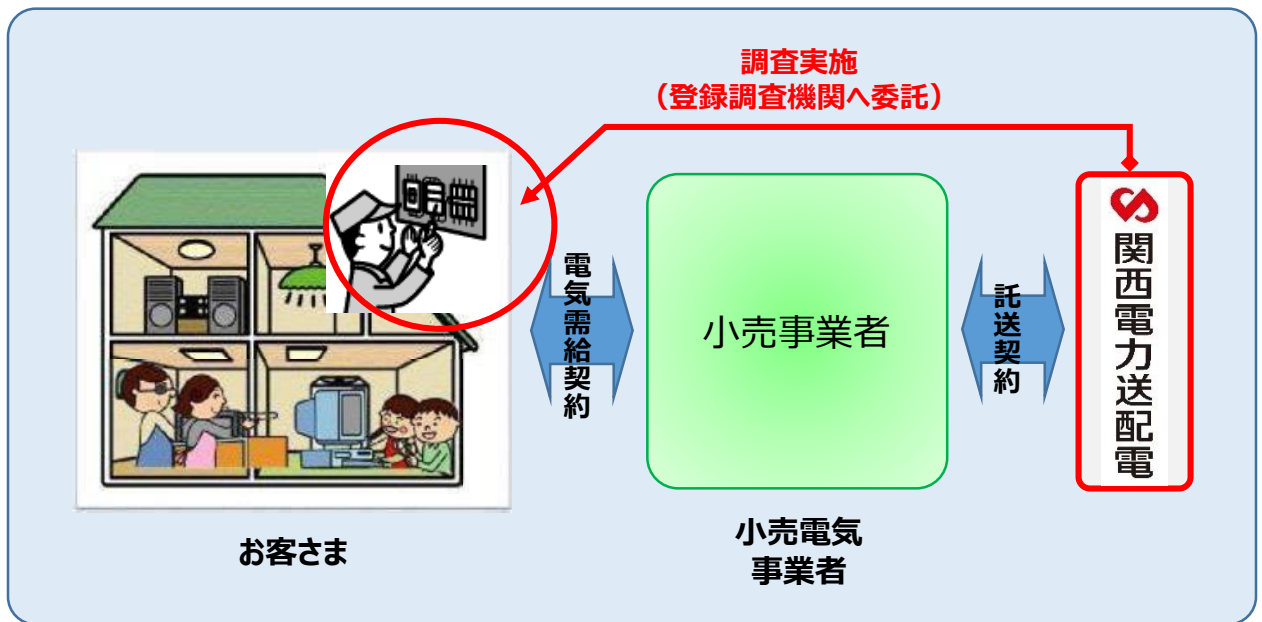 調査実施
（登録調査機関へ委託）
電気需給契約
小売事業者
託送契約
関西電力送配電
お客さま
小売電気
事業者